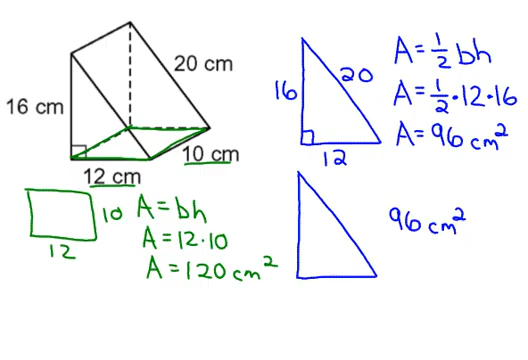 20 cm
16 cm
10 cm
12 cm
16
20
12
A = 1/2 bh
A = 1/2 · 12 · 16
A = 96 cm²
10
12
A = bh
A = 12 · 10
A = 120 cm²
96 cm²